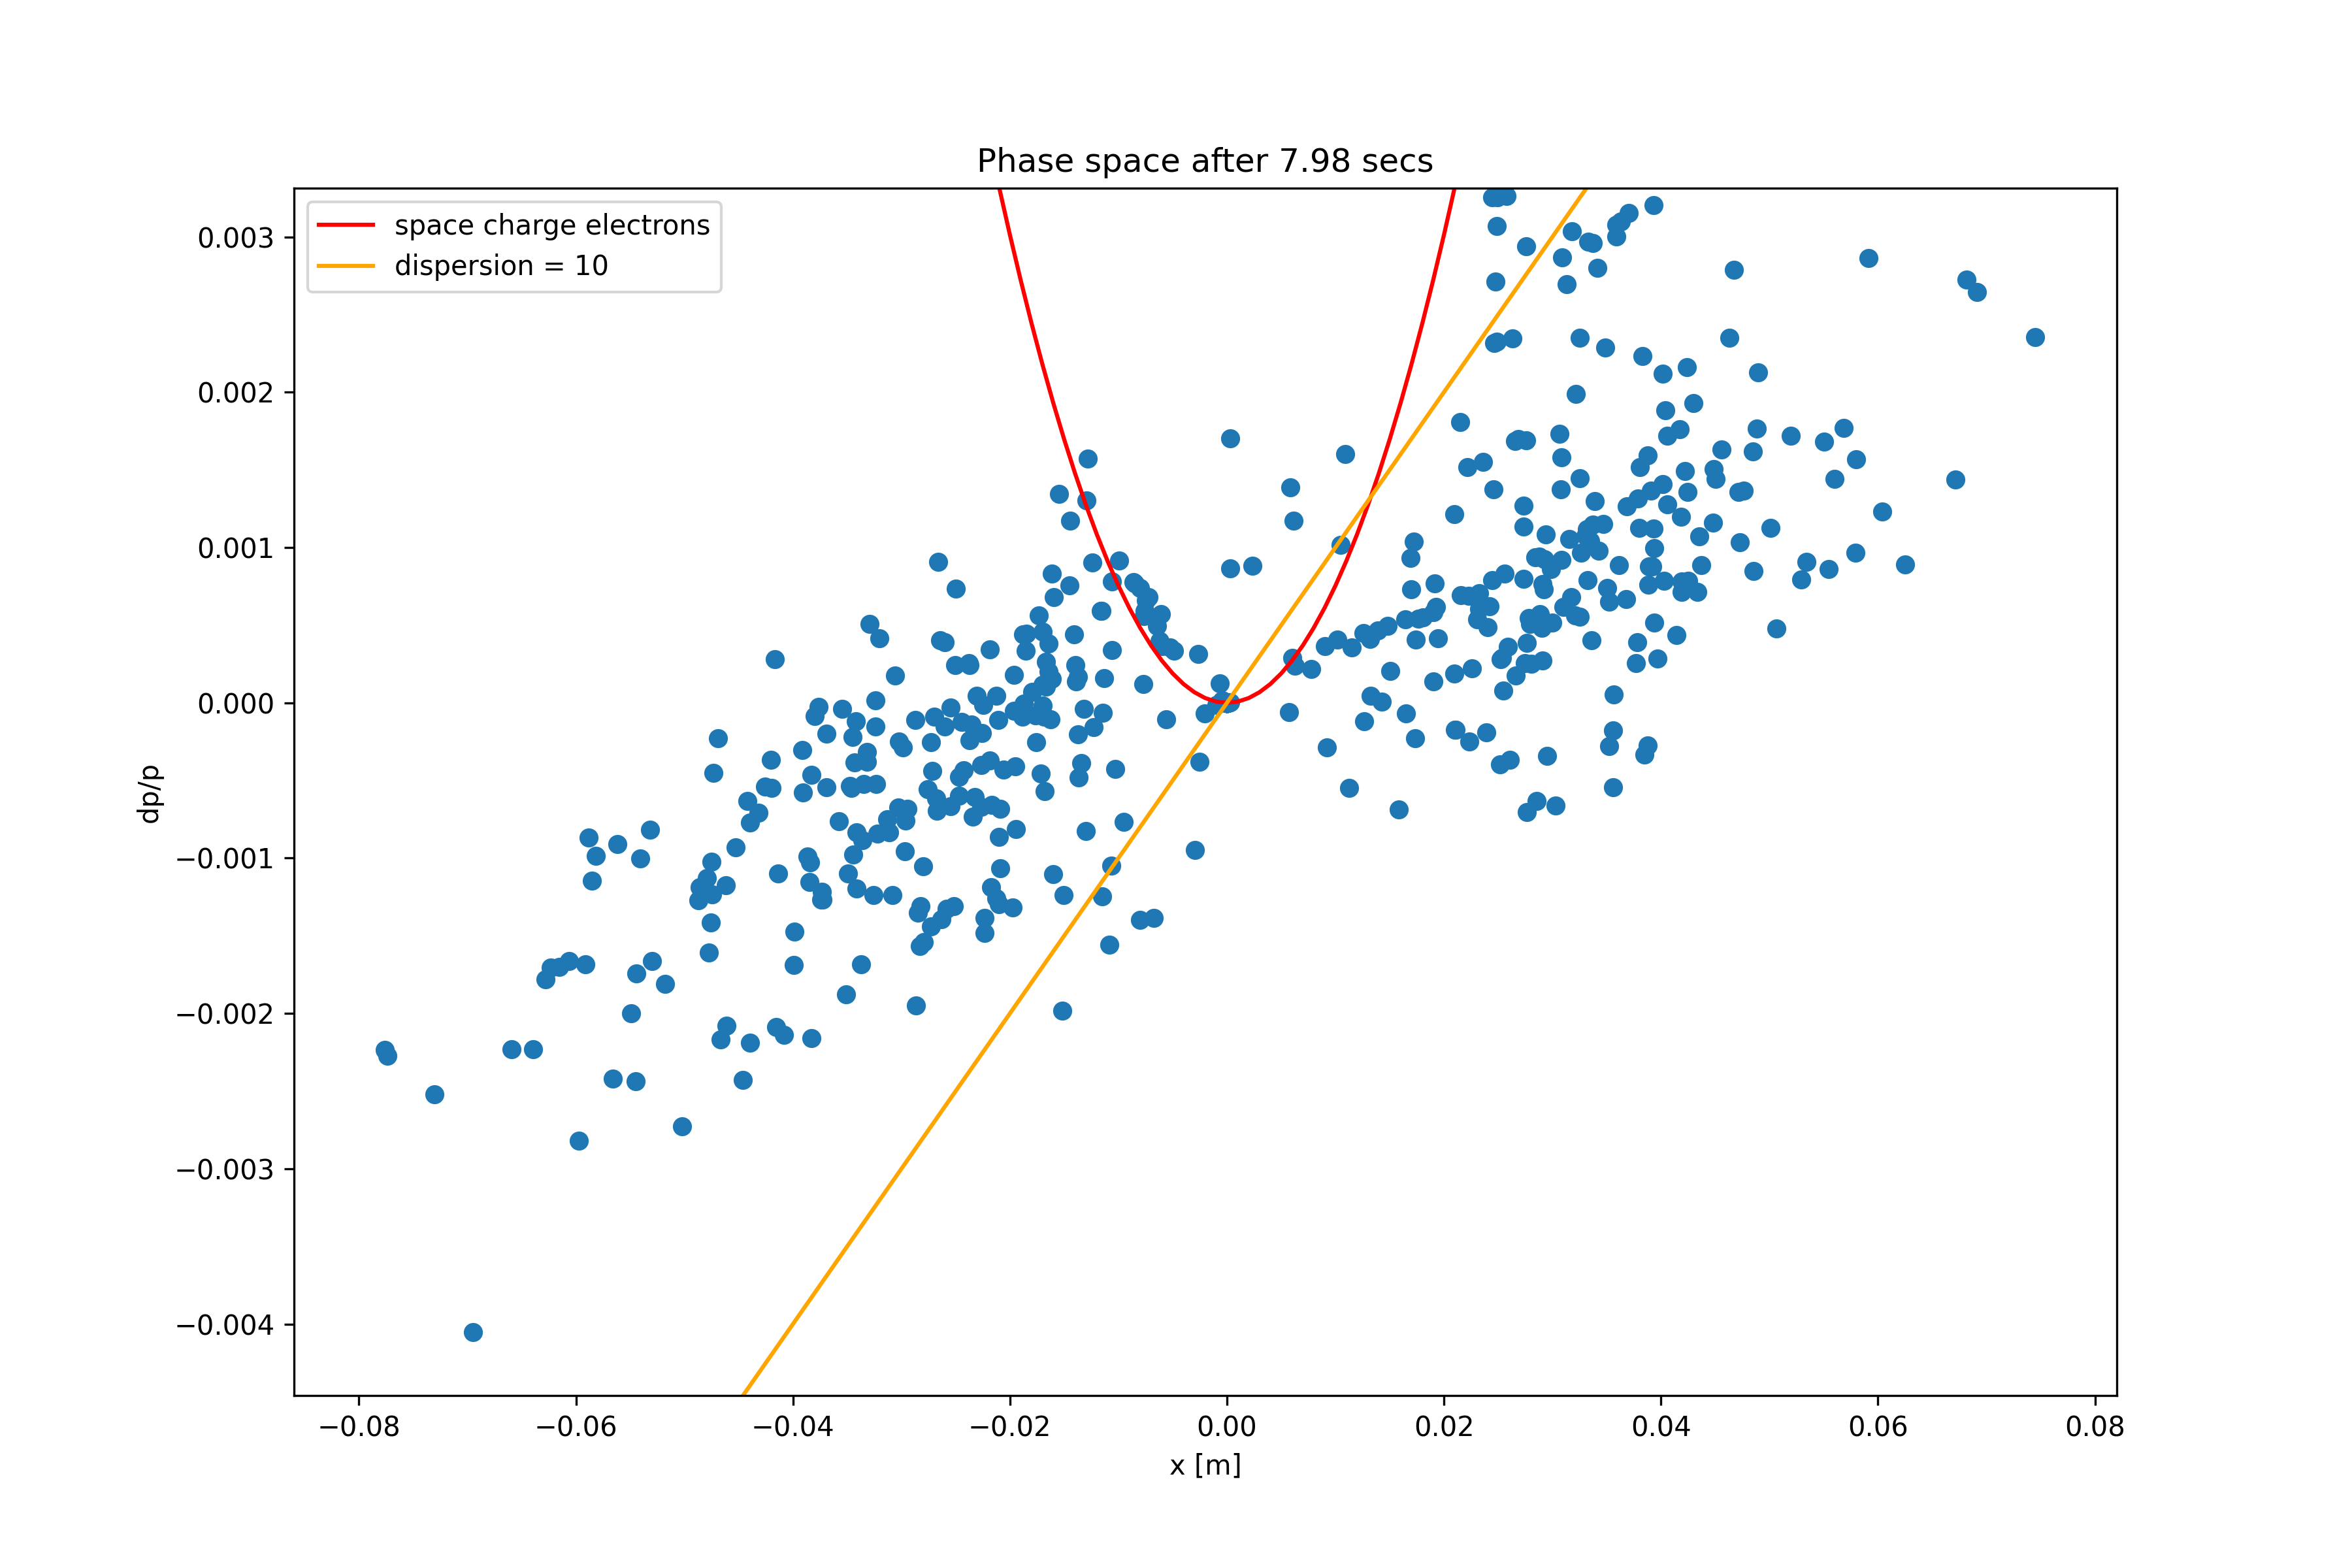 Phase space after 7.98 secs
space charge electrons
dispersion = 10
0.003
0.002
0.001
0.000
−0.001
−0.002
−0.003
−0.004
dp/p
−0.08 −0.06 −0.04 −0.02 0.00 0.02 0.04 0.06 0.08
x [m]